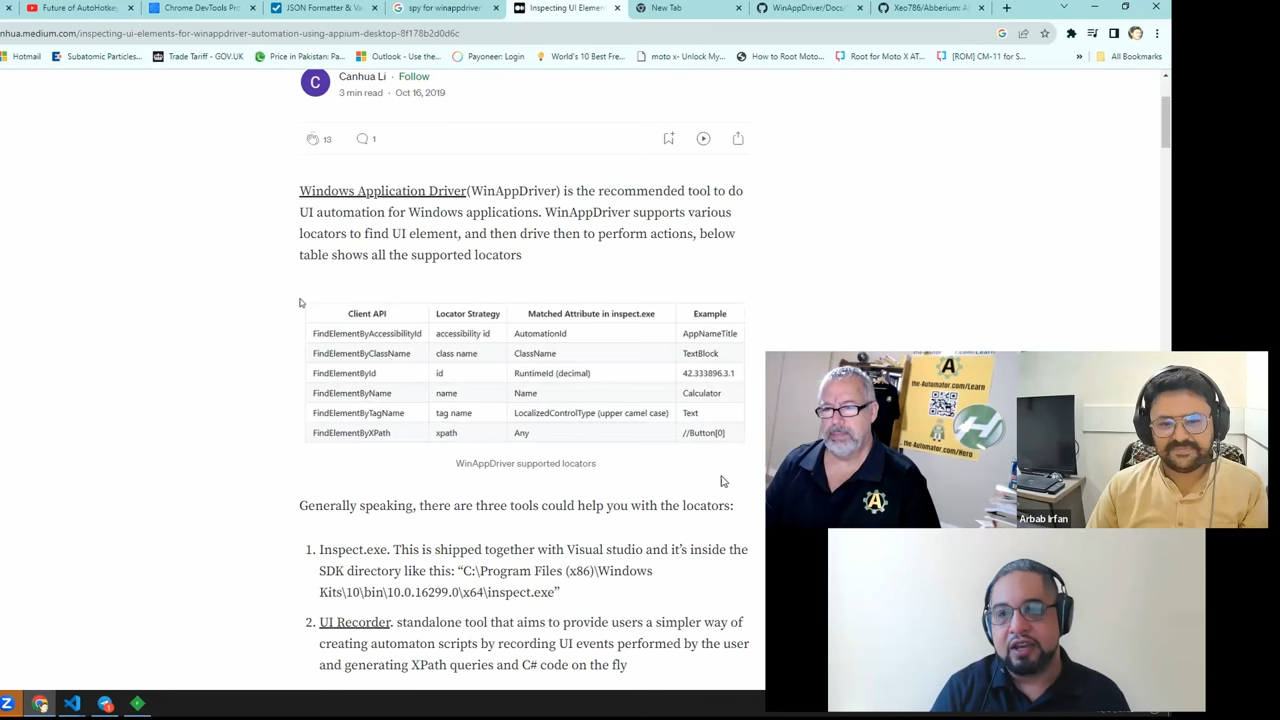 Future of AutoHotkey
Chrome DevTools Pro
JSON Formatter & Va
spy for winappdriver
Inspecting UI Elemen
New Tab
WinAppDriver/Docs/
Xeo786/Abberium: A
nhua.medium.com/inspecting-ui-elements-for-winappdriver-automation-using-appium-desktop-8f178b2d0d6c
Hotmail
Subatomic Particles...
Trade Tariff - GOV.UK
Price in Pakistan: Pa...
Outlook - Use the...
Payoneer: Login
World's 10 Best Fre...
moto x- Unlock My...
How to Root Moto...
Root for Moto X AT...
[ROM] CM-11 for S...
»
All Bookmarks
C
Canhua Li · Follow
3 min read · Oct 16, 2019
13
1
Windows Application Driver(WinAppDriver) is the recommended tool to do
UI automation for Windows applications. WinAppDriver supports various
locators to find UI element, and then drive then to perform actions, below
table shows all the supported locators
Client API Locator Strategy Matched Attribute in inspect.exe Example
FindElementByAccessibilityId accessibility id AutomationId AppNameTitle
FindElementByClassName class name ClassName TextBlock
FindElementById id RuntimeId (decimal) 42.333896.3.1
FindElementByName name Name Calculator
FindElementByTagName tag name LocalizedControlType (upper camel case) Text
FindElementByXPath xpath Any //Button[0]
WinAppDriver supported locators
Generally speaking, there are three tools could help you with the locators:
1. Inspect.exe. This is shipped together with Visual studio and it's inside the
SDK directory like this: “C:\Program Files (x86)\Windows
Kits\10\bin\10.0.16299.0\x64\inspect.exe”
2. UI Recorder. standalone tool that aims to provide users a simpler way of
creating automaton scripts by recording UI events performed by the user
and generating XPath queries and C# code on the fly
the-Automator.com/Learn
the-Automator.com/Hero
A
A
H
Arbab Irfan